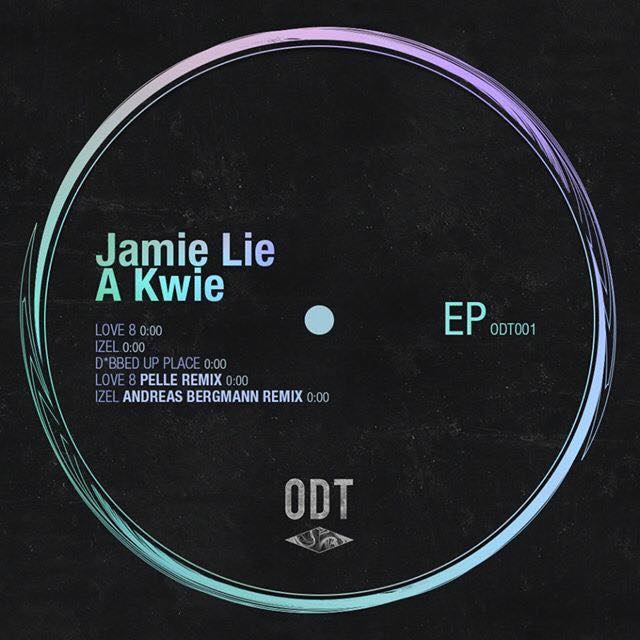 Jamie Lie
A Kwie
LOVE 8 0:00
IZEL 0:00
D*BBED UP PLACE 0:00
LOVE 8 PELLE REMIX 0:00
IZEL ANDREAS BERGMANN REMIX 0:00
EP ODT001
ODT